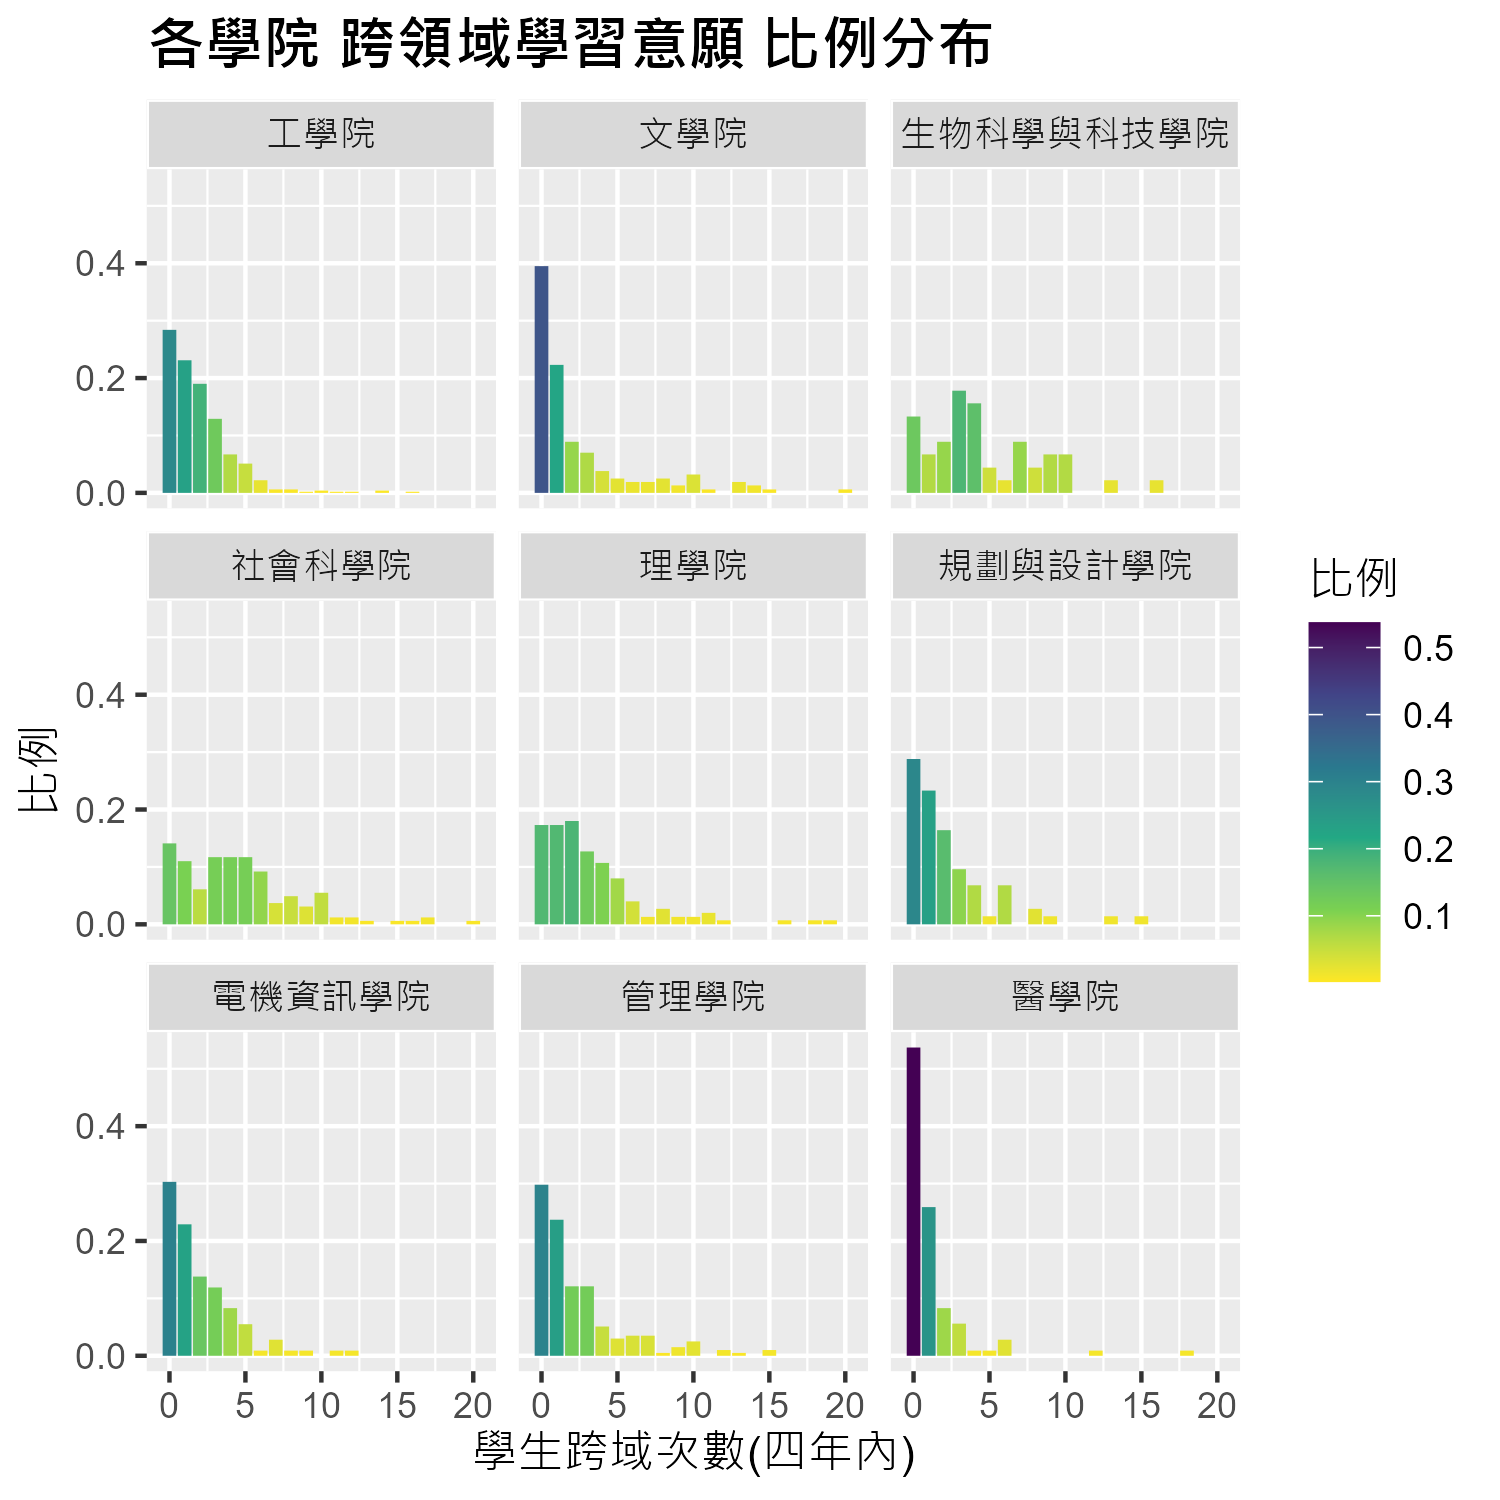 各學院 跨領域學習意願 比例分布
工學院
文學院
生物科學與科技學院
0.4
0.2
0.0
社會科學院
理學院
規劃與設計學院
0.4
0.2
0.0
電機資訊學院
管理學院
醫學院
0.4
0.2
0.0
0 5 10 15 20
0 5 10 15 20
0 5 10 15 20
學生跨域次數(四年內)
比例
比例
0.5
0.4
0.3
0.2
0.1